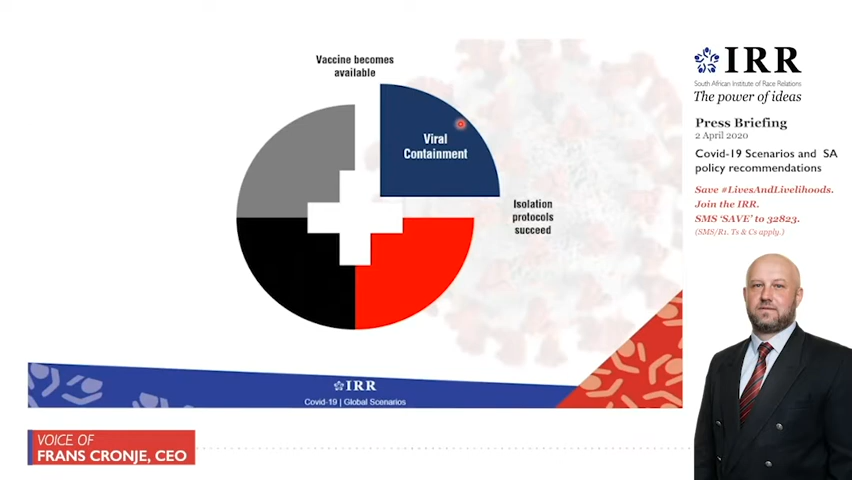 Vaccine becomes
available
Viral
Containment
Isolation
protocols
succeed
IRR
Covid-19 | Global Scenarios
VOICE OF
FRANS CRONJE, CEO
IRR
South African Institute of Race Relations
The power of ideas
Press Briefing
2 April 2020
Covid-19 Scenarios and SA
policy recommendations
Save #LivesAndLivelihoods.
Join the IRR.
SMS ‘SAVE’ to 32823.
(SMS/R1. Ts & Cs apply.)